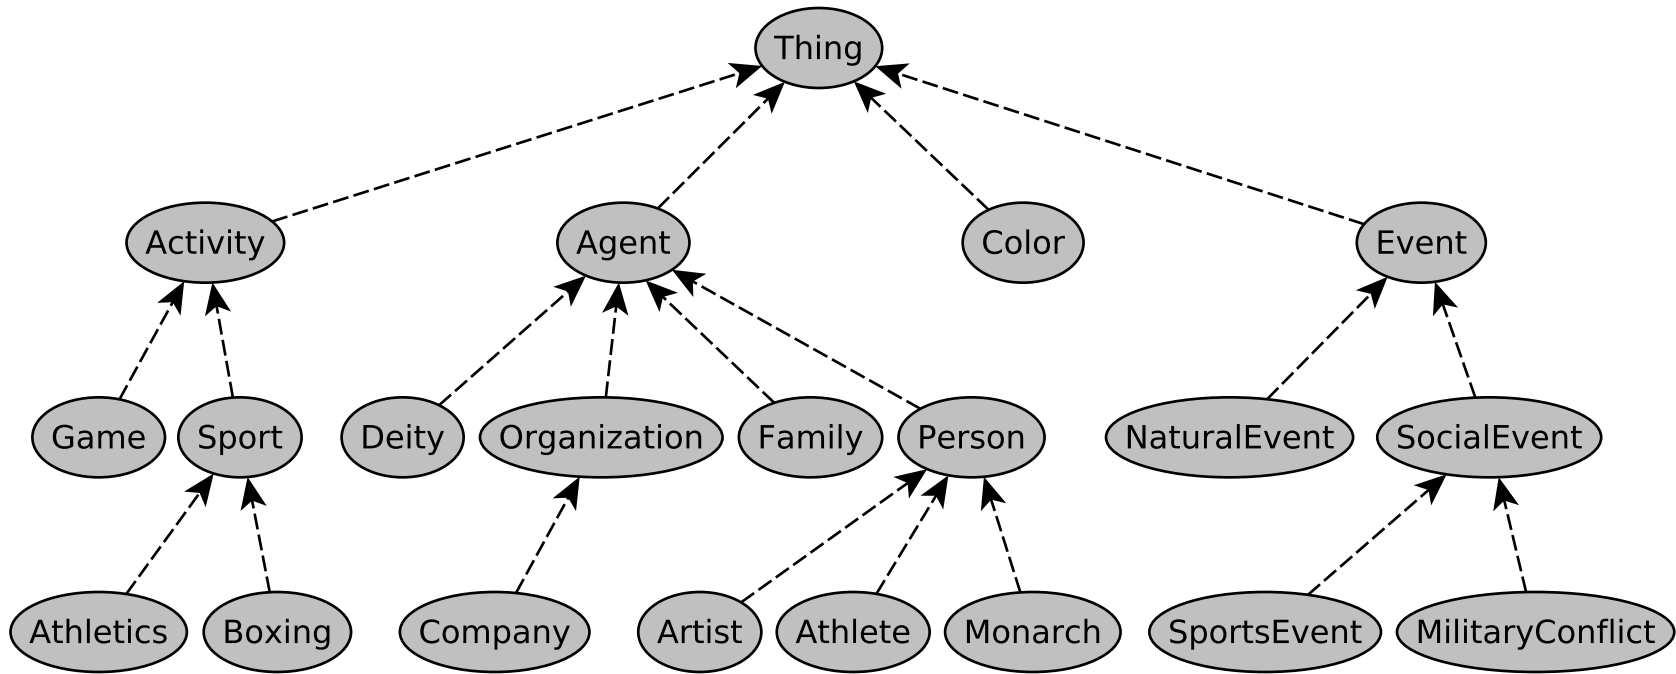 Thing
Activity
Agent
Color
Event
Game
Sport
Deity
Organization
Family
Person
NaturalEvent
SocialEvent
Athletics
Boxing
Company
Artist
Athlete
Monarch
SportsEvent
MilitaryConflict